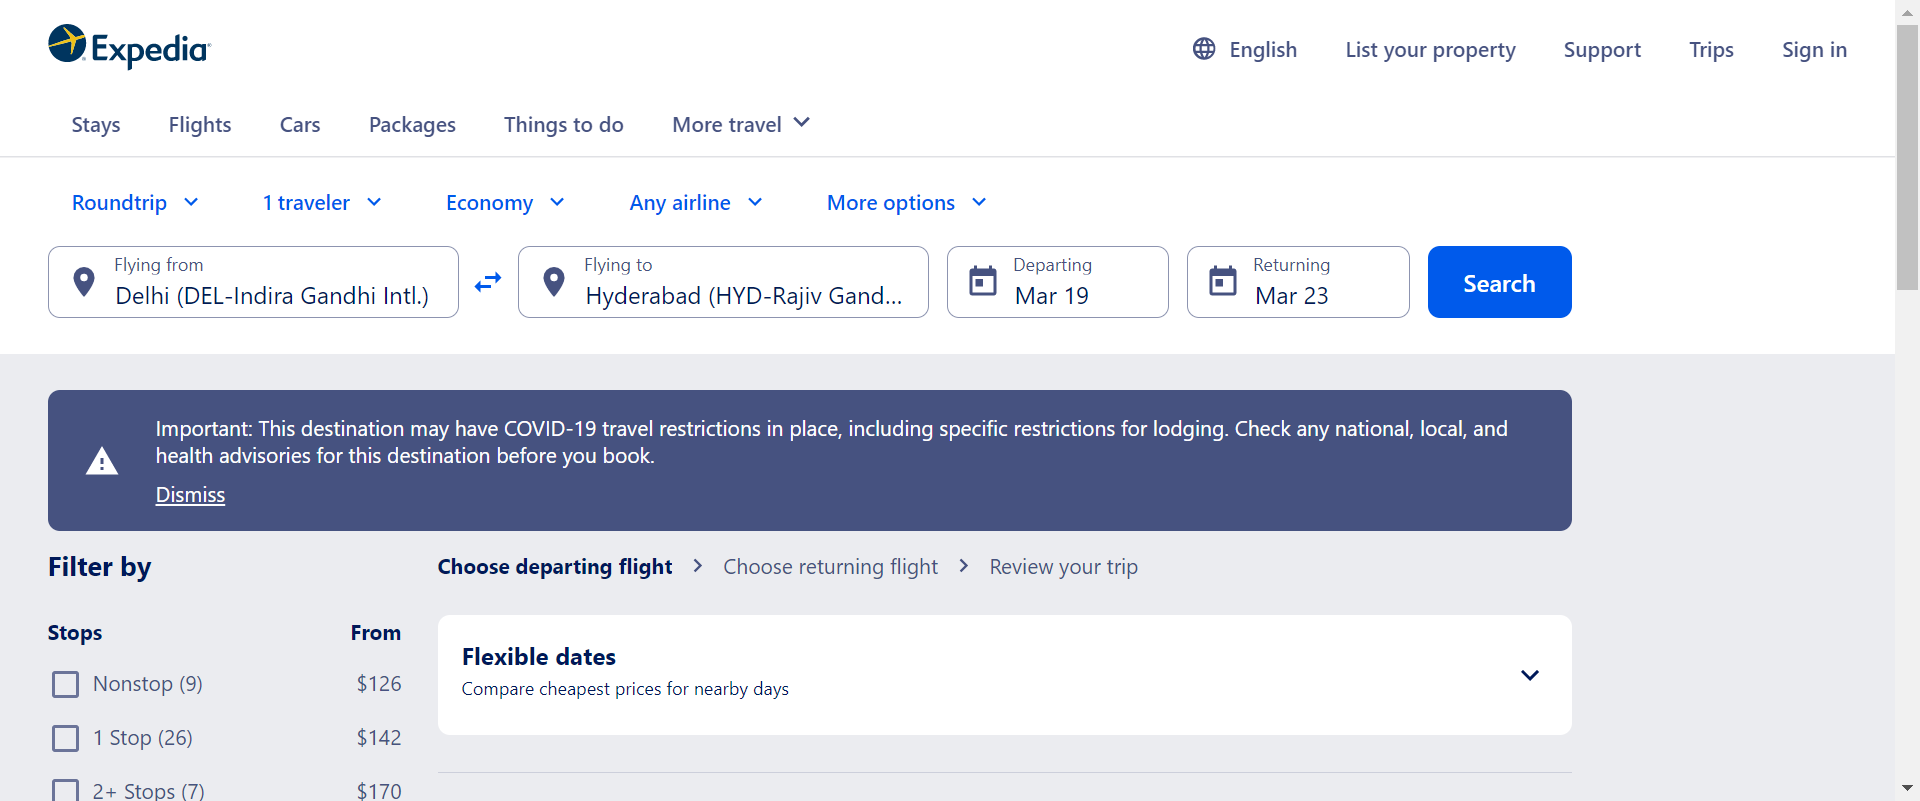 Expedia
English
List your property
Support
Trips
Sign in
Stays
Flights
Cars
Packages
Things to do
More travel
Roundtrip
1 traveler
Economy
Any airline
More options
Flying from
Delhi (DEL-Indira Gandhi Intl.)
Flying to
Hyderabad (HYD-Rajiv Gand...
Departing
Mar 19
Returning
Mar 23
Search
Important: This destination may have COVID-19 travel restrictions in place, including specific restrictions for lodging. Check any national, local, and
health advisories for this destination before you book.
Dismiss
Filter by
Choose departing flight
Choose returning flight
Review your trip
Stops From
Nonstop (9) $126
1 Stop (26) $142
2+ Stops (7) $170
Flexible dates
Compare cheapest prices for nearby days